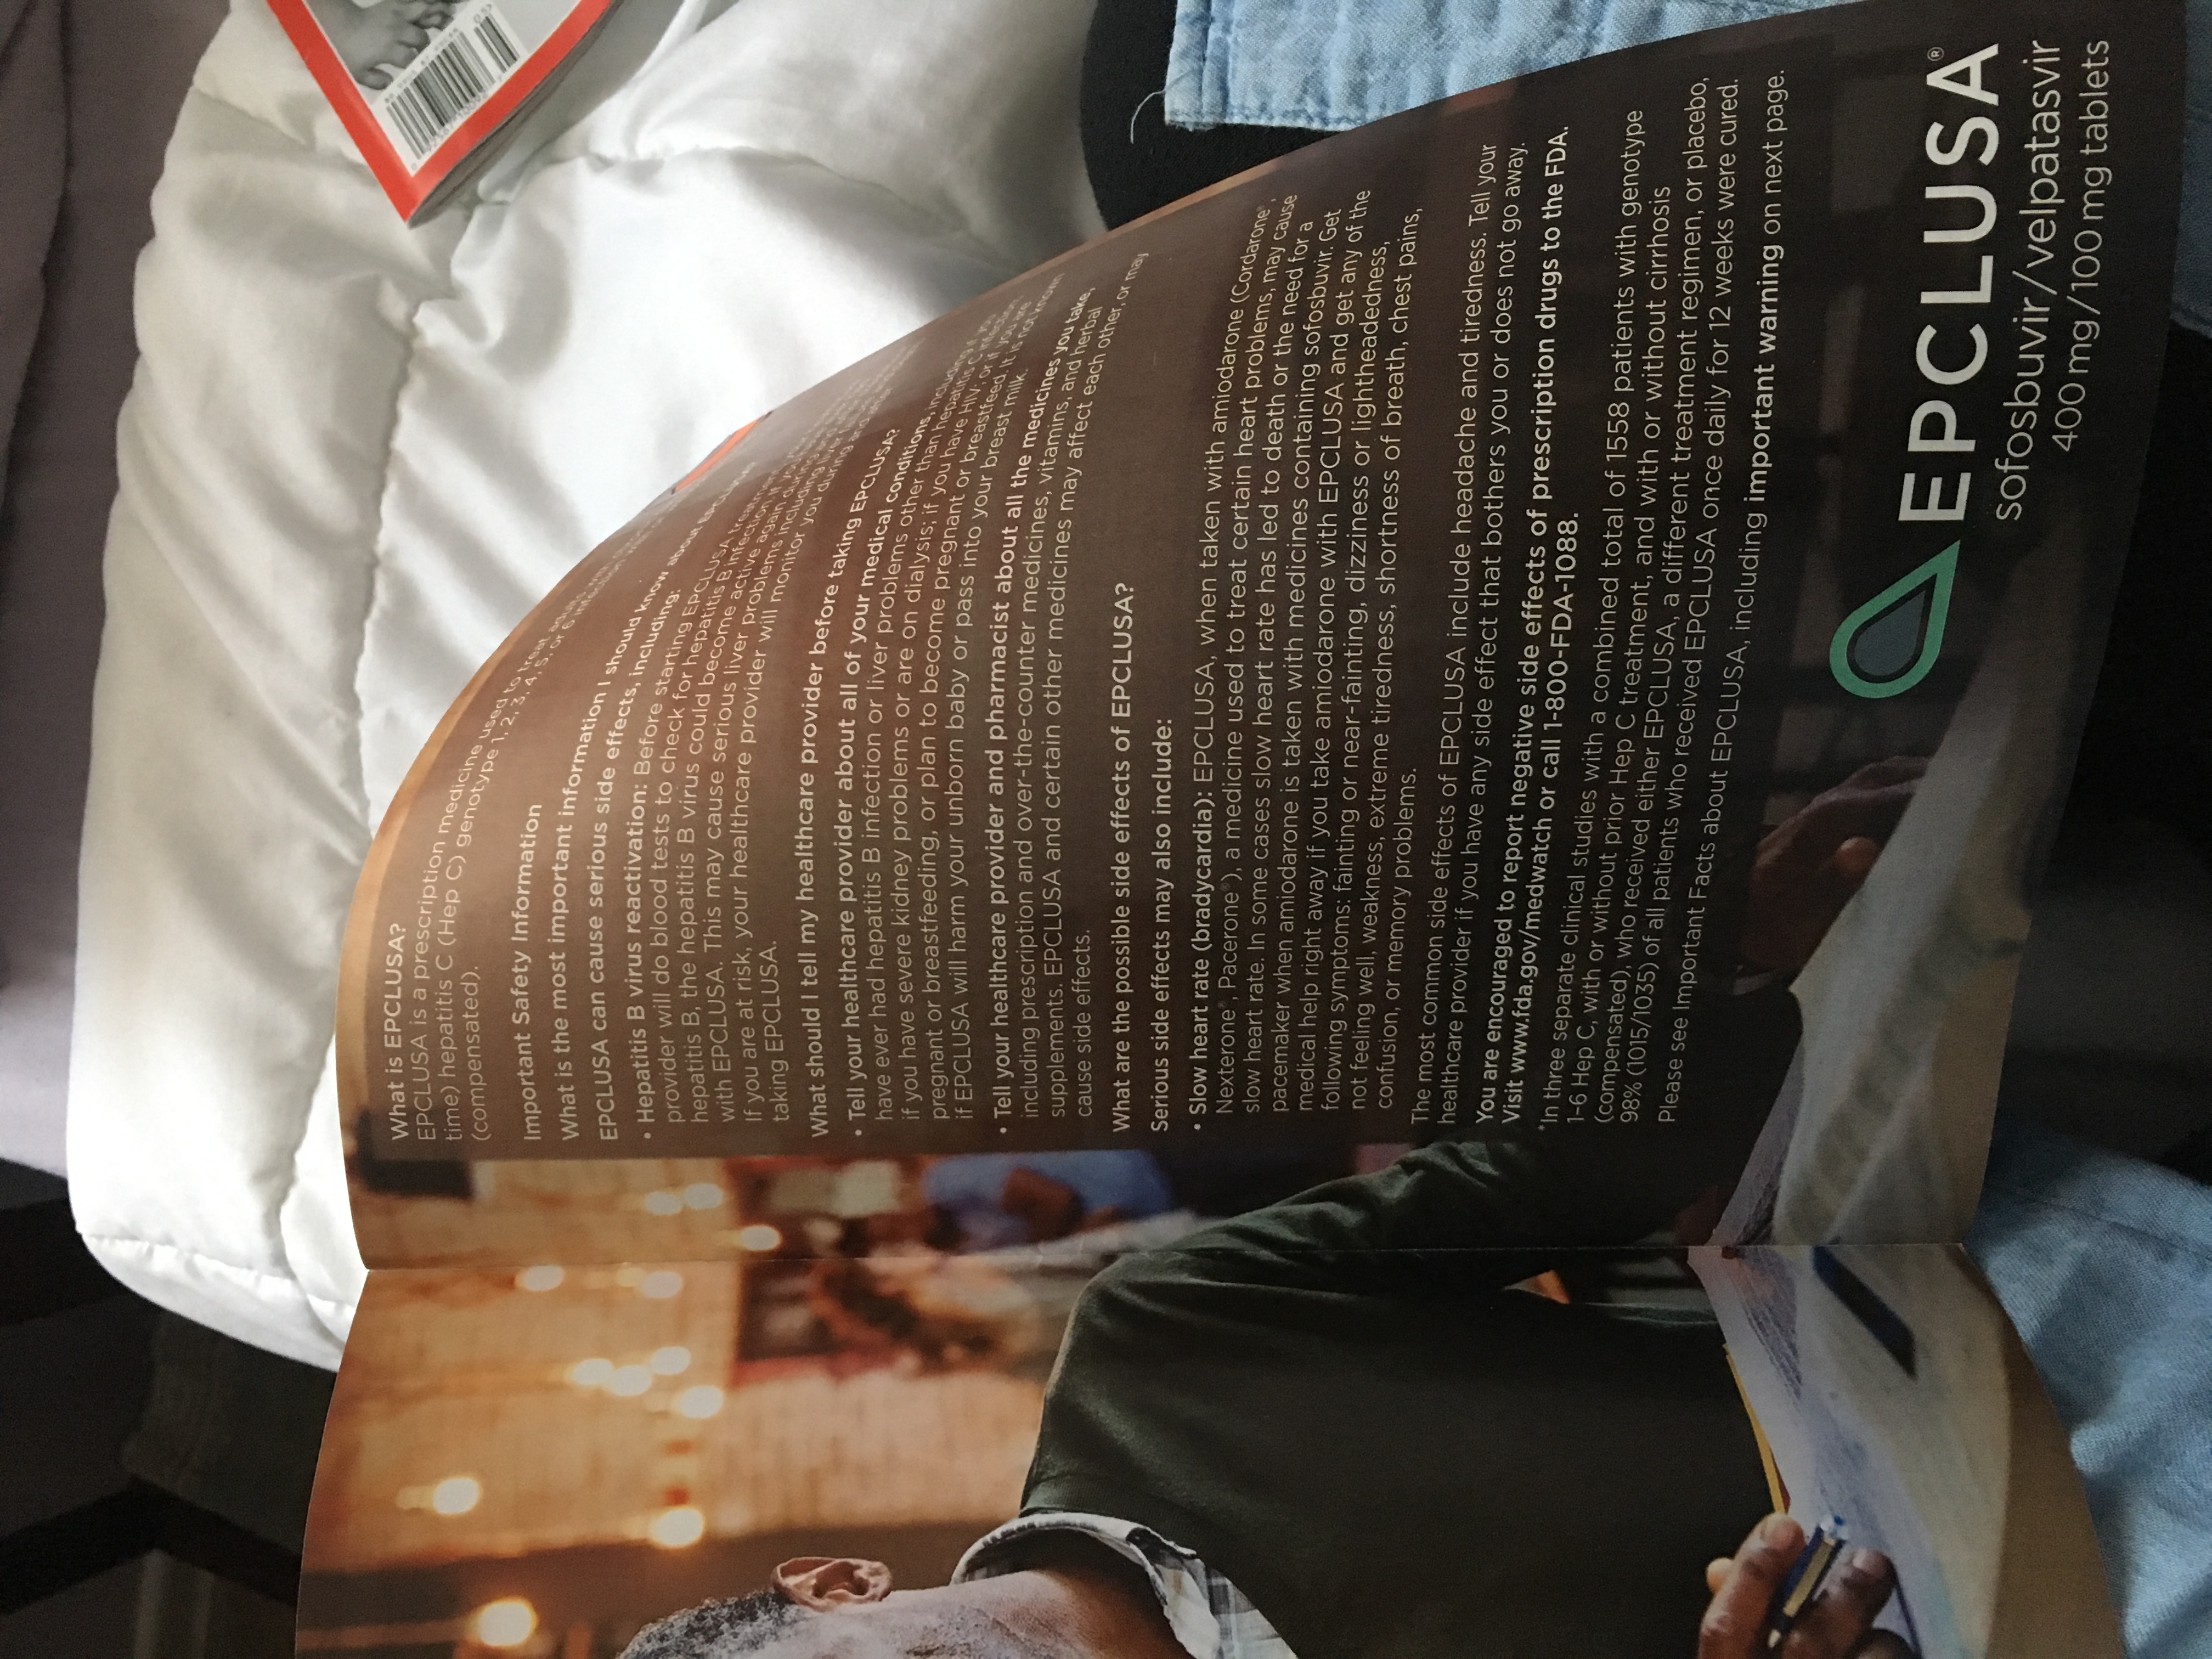 What is EPCLUSA?
EPCLUSA is a prescription medicine used to treat adults with
time) hepatitis C (Hep C) genotype 1, 2, 3, 4, 5, or 6 infection
(compensated).
Important Safety Information
What is the most important information I should know about EPCLUSA?
EPCLUSA can cause serious side effects, including:
• Hepatitis B virus reactivation: Before starting EPCLUSA treatment,
provider will do blood tests to check for hepatitis B infection. If you
hepatitis B, the hepatitis B virus could become active again during
with EPCLUSA. This may cause serious liver problems including liver
If you are at risk, your healthcare provider will monitor you during and after
taking EPCLUSA.
What should I tell my healthcare provider before taking EPCLUSA?
• Tell your healthcare provider about all of your medical conditions, including if you
have ever had hepatitis B infection or liver problems other than hepatitis C infection;
if you have severe kidney problems or are on dialysis; if you have HIV; or if you are
pregnant or breastfeeding, or plan to become pregnant or breastfeed. It is not known
if EPCLUSA will harm your unborn baby or pass into your breast milk.
• Tell your healthcare provider and pharmacist about all the medicines you take,
including prescription and over-the-counter medicines, vitamins, and herbal
supplements. EPCLUSA and certain other medicines may affect each other, or may
cause side effects.
What are the possible side effects of EPCLUSA?
Serious side effects may also include:
• Slow heart rate (bradycardia): EPCLUSA, when taken with amiodarone (Cordarone®,
Nexterone®, Pacerone®), a medicine used to treat certain heart problems, may cause
slow heart rate. In some cases slow heart rate has led to death or the need for a
pacemaker when amiodarone is taken with medicines containing sofosbuvir. Get
medical help right away if you take amiodarone with EPCLUSA and get any of the
following symptoms: fainting or near-fainting, dizziness or lightheadedness,
not feeling well, weakness, extreme tiredness, shortness of breath, chest pains,
confusion, or memory problems.
The most common side effects of EPCLUSA include headache and tiredness. Tell your
healthcare provider if you have any side effect that bothers you or does not go away.
You are encouraged to report negative side effects of prescription drugs to the FDA.
Visit www.fda.gov/medwatch or call 1-800-FDA-1088.
*In three separate clinical studies with a combined total of 1558 patients with genotype
1-6 Hep C, with or without prior Hep C treatment, and with or without cirrhosis
(compensated), who received either EPCLUSA, a different treatment regimen, or placebo,
98% (1015/1035) of all patients who received EPCLUSA once daily for 12 weeks were cured.
Please see Important Facts about EPCLUSA, including important warning on next page.
EPCLUSA®
sofosbuvir/velpatasvir
400 mg/100 mg tablets